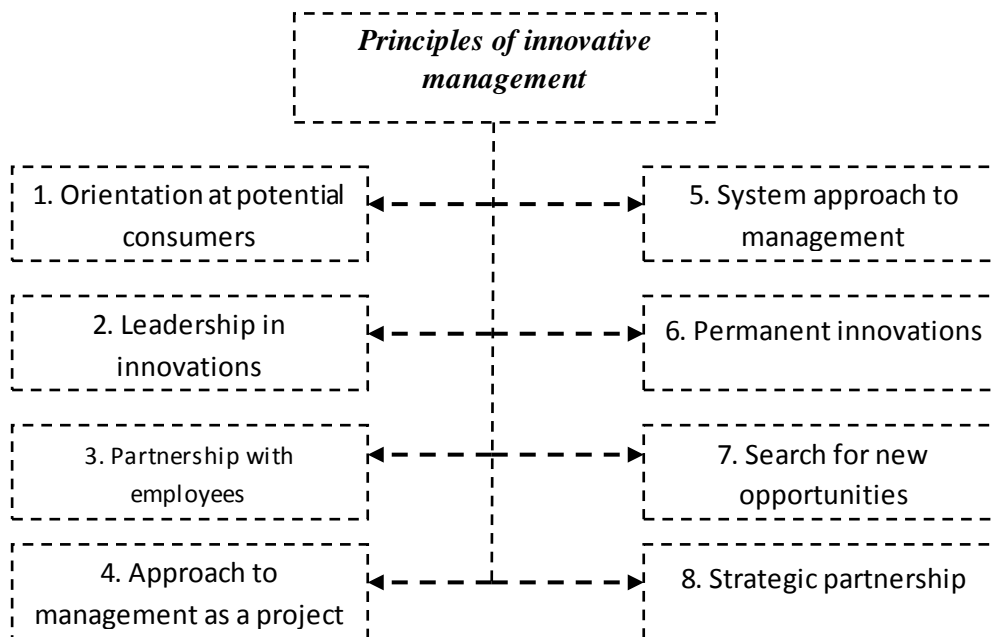 Principles of innovative
management
1. Orientation at potential
consumers
2. Leadership in
innovations
3. Partnership with
employees
4. Approach to
management as a project
5. System approach to
management
6. Permanent innovations
7. Search for new
opportunities
8. Strategic partnership